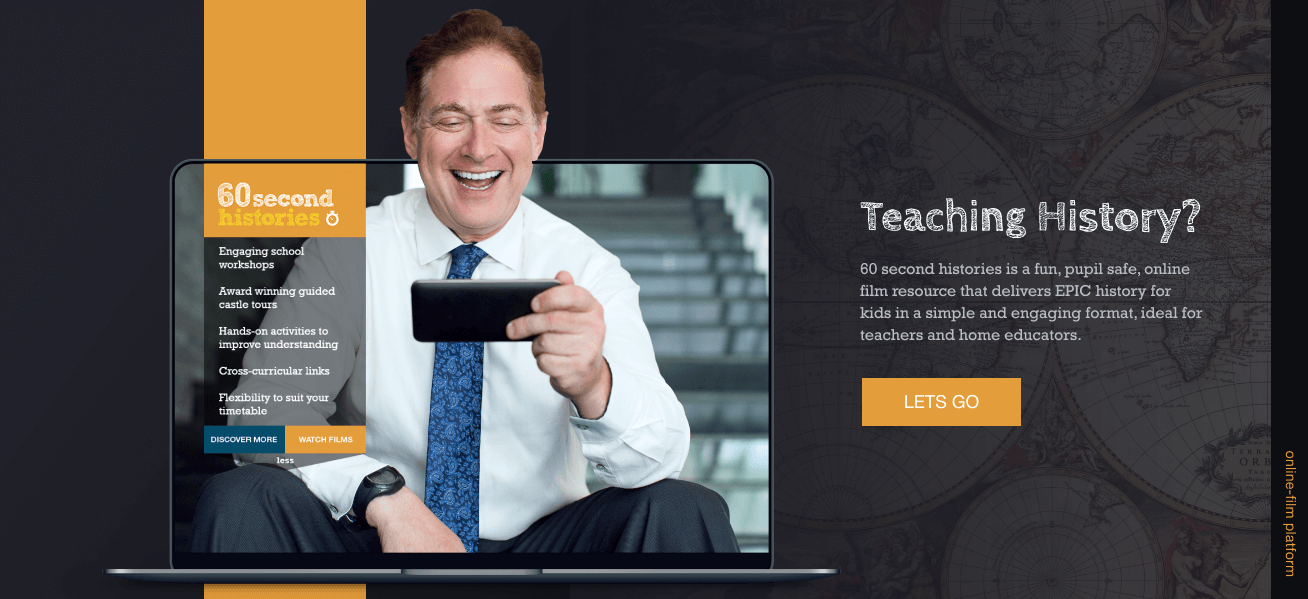 60 second
histories
Engaging school
workshops
Award winning guided
castle tours
Hands-on activities to
improve understanding
Cross-curricular links
Flexibility to suit your
timetable
DISCOVER MORE
WATCH FILMS
less
Teaching History?
60 second histories is a fun, pupil safe, online
film resource that delivers EPIC history for
kids in a simple and engaging format, ideal for
teachers and home educators.
LETS GO
online-film platform